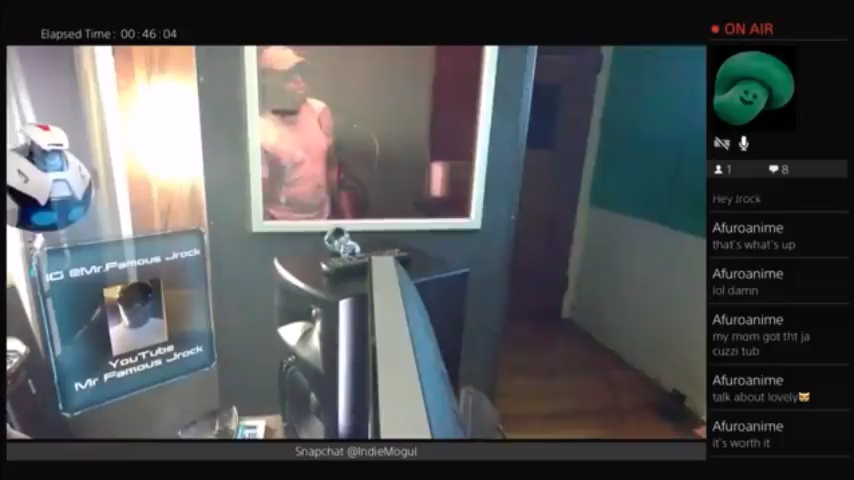 Elapsed Time: 00:46:04
ON AIR
1
8
Hey Jrock
Afuroanime
that's what's up
Afuroanime
lol damn
Afuroanime
my mom got tht ja
cuzzi tub
Afuroanime
talk about lovely😿
Afuroanime
it's worth it
IG @Mr.Famous Jrock
YouTube
Mr Famous Jrock
Snapchat @IndieMogul